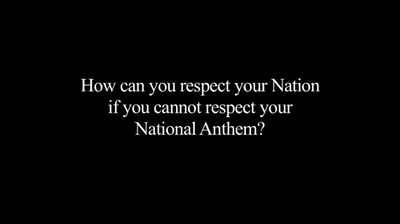 How can you respect your Nation
if you cannot respect your
National Anthem?